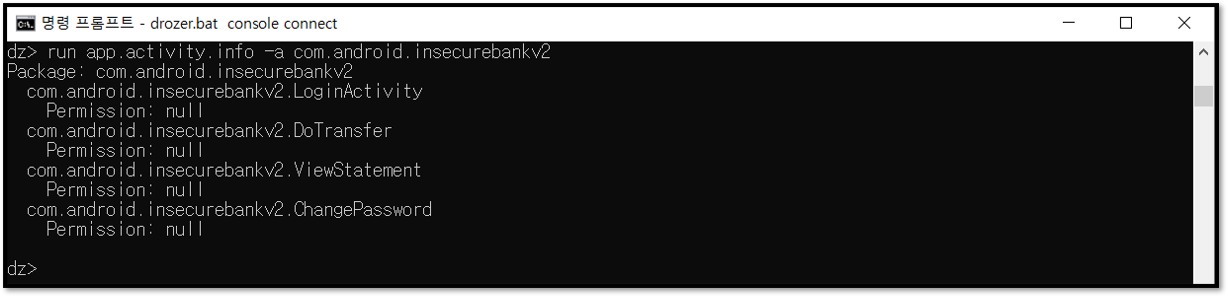 명령 프롬프트 - drozer.bat  console connect
dz> run app.activity.info -a com.android.insecurebankv2
Package: com.android.insecurebankv2
  com.android.insecurebankv2.LoginActivity
    Permission: null
  com.android.insecurebankv2.DoTransfer
    Permission: null
  com.android.insecurebankv2.ViewStatement
    Permission: null
  com.android.insecurebankv2.ChangePassword
    Permission: null
dz>